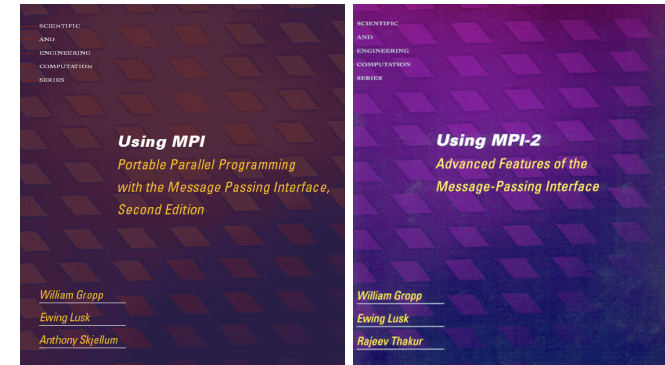 SCIENTIFIC
AND
ENGINEERING
COMPUTATION
SERIES
Using MPI
Portable Parallel Programming
with the Message Passing Interface,
Second Edition
William Gropp
Ewing Lusk
Anthony Skjellum
SCIENTIFIC
AND
ENGINEERING
COMPUTATION
SERIES
Using MPI-2
Advanced Features of the
Message-Passing Interface
William Gropp
Ewing Lusk
Rajeev Thakur